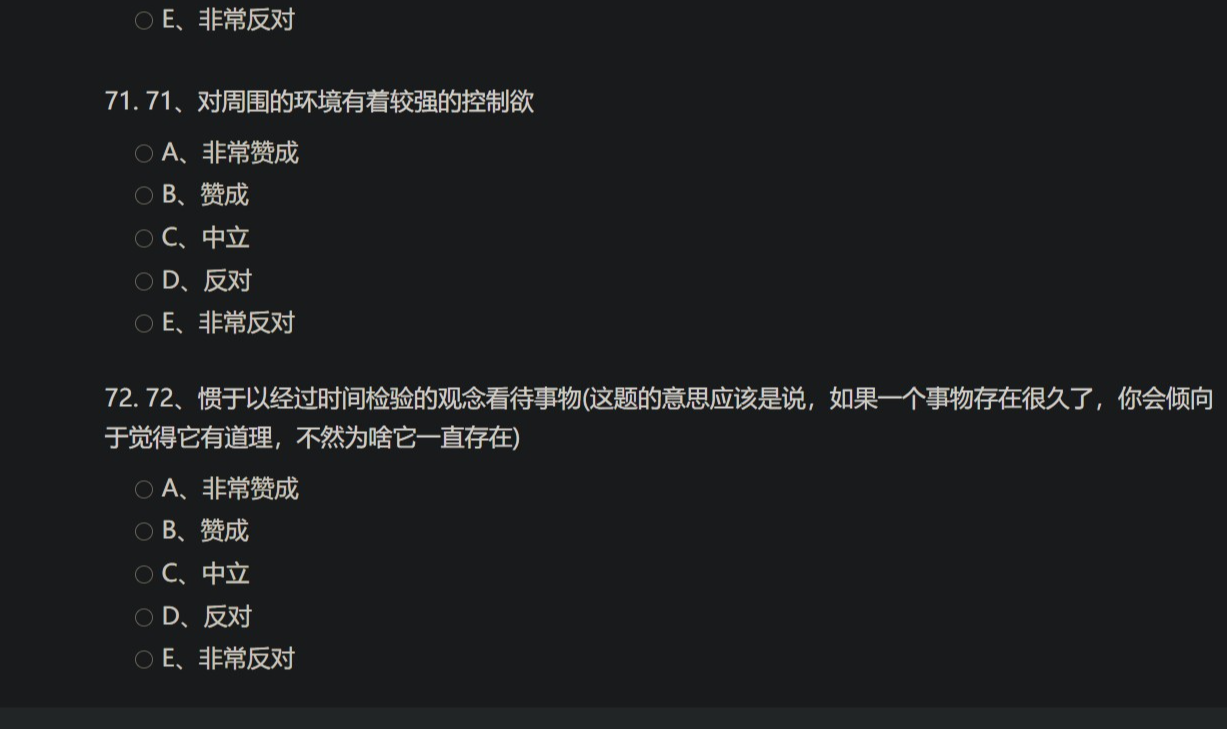 E、非常反对
71. 71、对周围的环境有着较强的控制欲
A、非常赞成
B、赞成
C、中立
D、反对
E、非常反对
72. 72、惯于以经过时间检验的观念看待事物(这题的意思应该是说，如果一个事物存在很久了，你会倾向
于觉得它有道理，不然为啥它一直存在)
A、非常赞成
B、赞成
C、中立
D、反对
E、非常反对